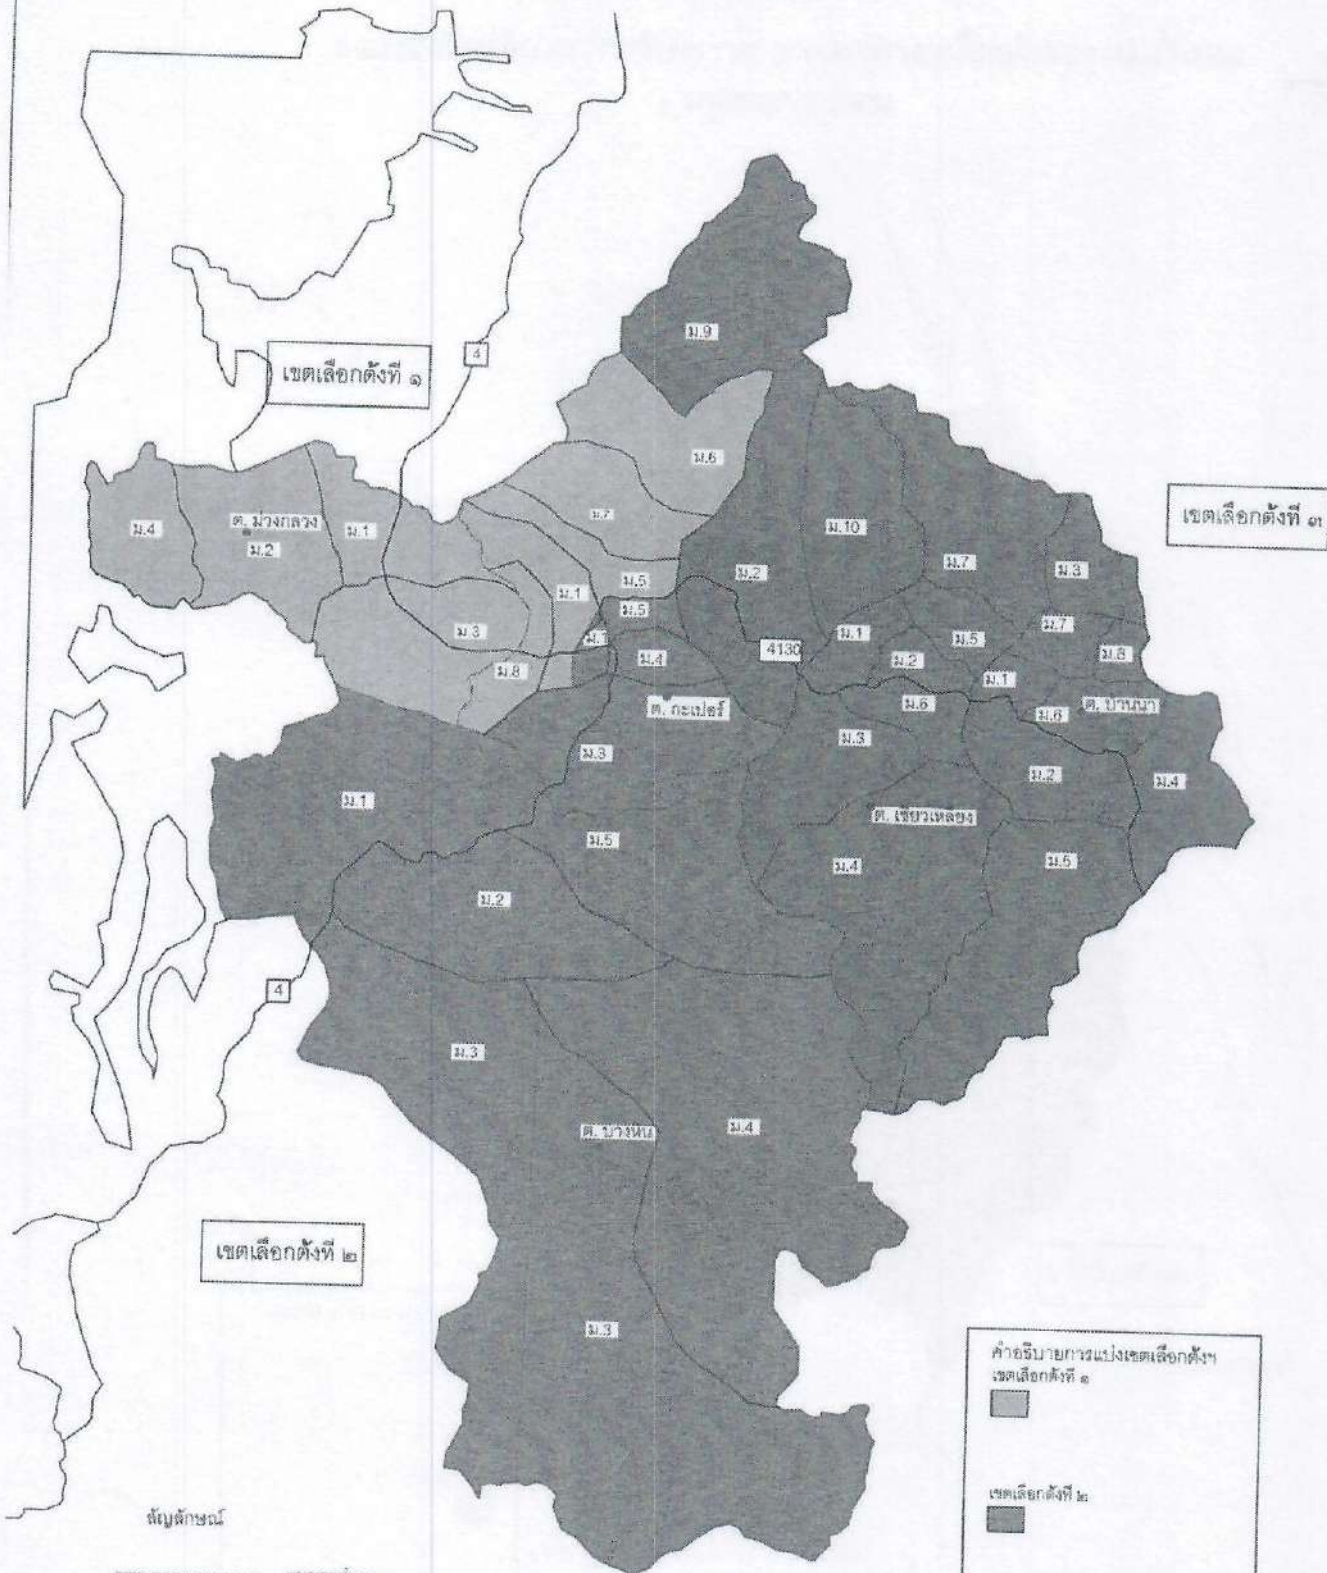 ม.9
4
เขตเลือกตั้งที่ ๑
ม.6
ม.7
ม.4
ต. ม่วงกลวง
ม.2
ม.1
เขตเลือกตั้งที่ ๓
ม.10
ม.7
ม.3
ม.2
ม.5
ม.1
ม.5
ม.3
ม.1
ม.5
ม.7
ม.4
4130
ม.2
ม.8
ม.8
ม.1
ต. กะเปอร์
ม.6
ม.6
ต. บ้านนา
ม.3
ม.3
ม.2
ม.4
ม.1
ต. เชี่ยวเหลียง
ม.5
ม.4
ม.5
ม.2
4
ม.3
ต. บางหิน
ม.4
เขตเลือกตั้งที่ ๒
ม.3
คำอธิบายการแบ่งเขตเลือกตั้งฯ
เขตเลือกตั้งที่ ๑
เขตเลือกตั้งที่ ๒
สัญลักษณ์